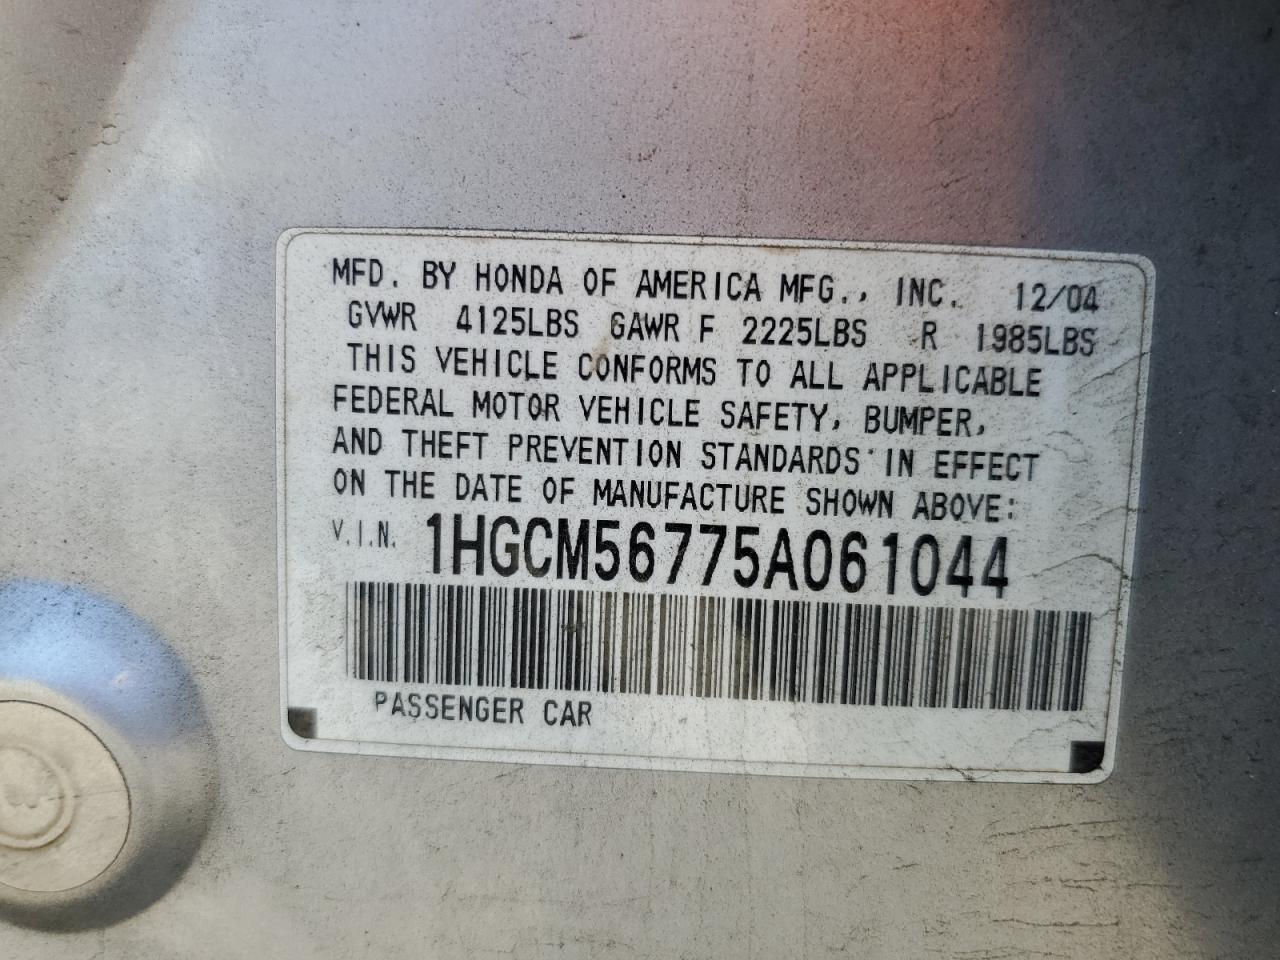 MFD. BY HONDA OF AMERICA MFG., INC. 12/04
GVWR 4125LBS GAWR F 2225LBS R 1985LBS
THIS VEHICLE CONFORMS TO ALL APPLICABLE
FEDERAL MOTOR VEHICLE SAFETY, BUMPER,
AND THEFT PREVENTION STANDARDS IN EFFECT
ON THE DATE OF MANUFACTURE SHOWN ABOVE:
V.I.N. 1HGCM56775A061044
PASSENGER CAR